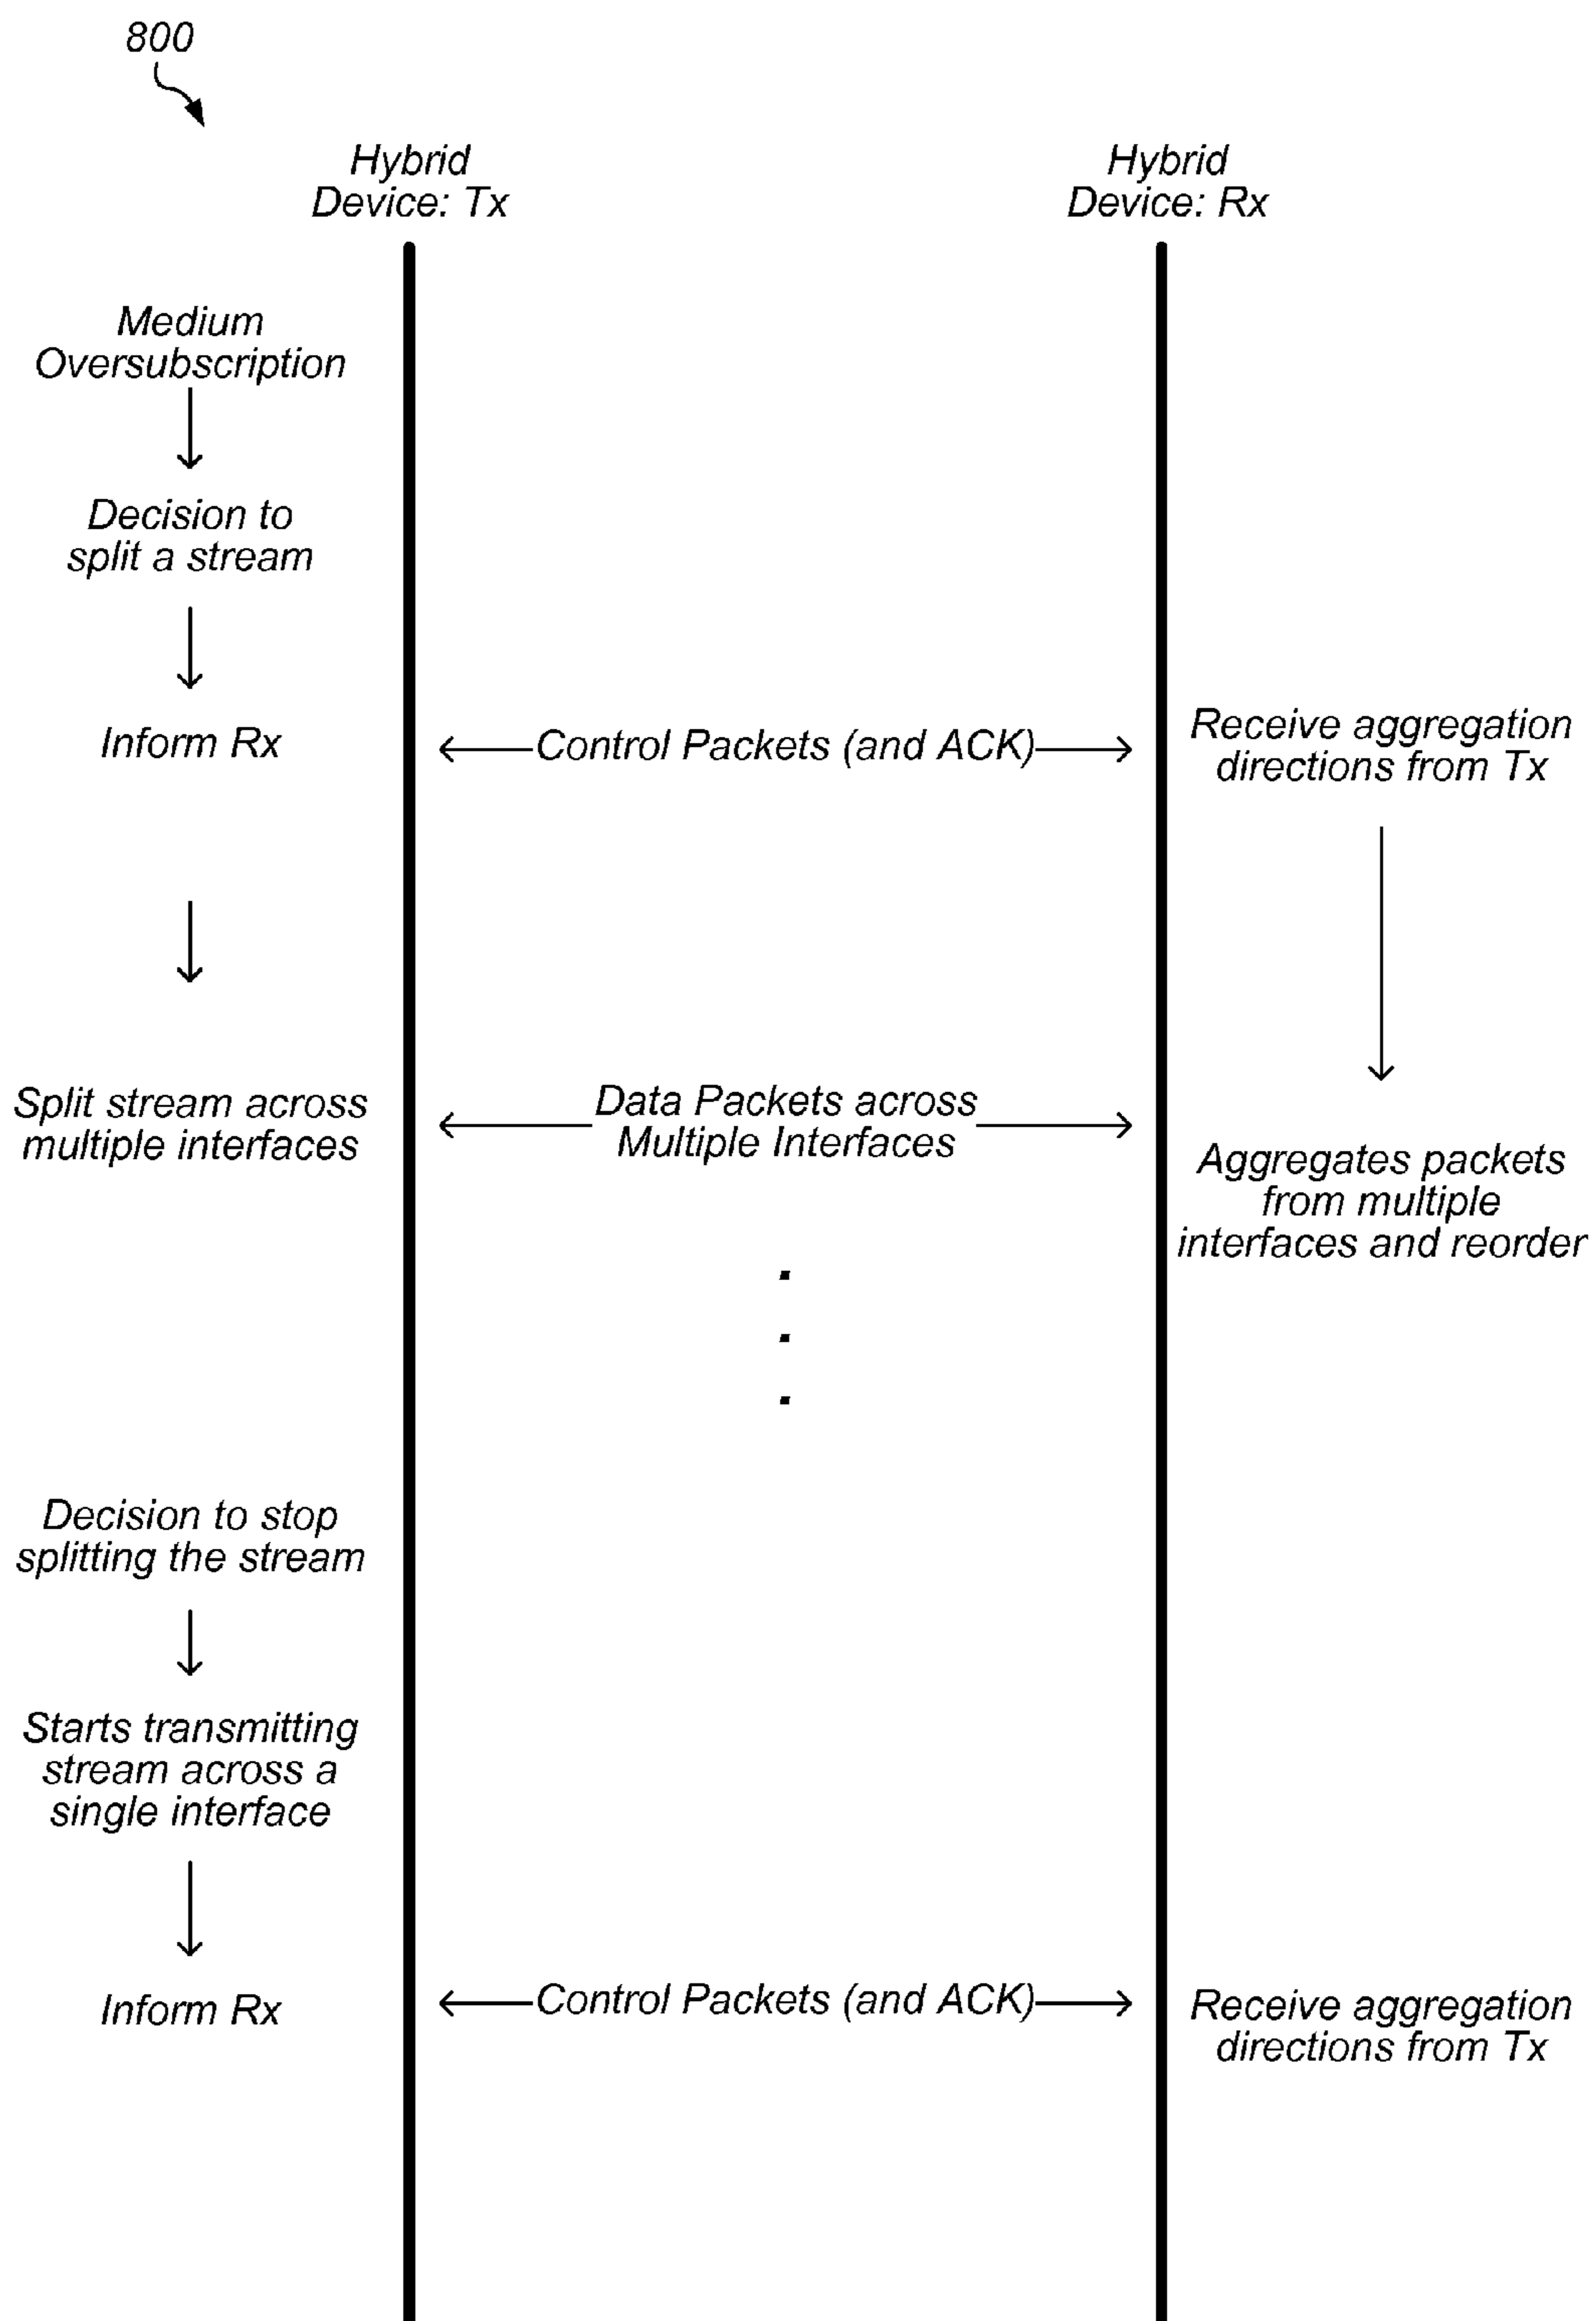 800
Hybrid
Device: Tx
Hybrid
Device: Rx
Medium
Oversubscription
Decision to
split a stream
Inform Rx
Control Packets (and ACK)
Receive aggregation
directions from Tx
Split stream across
multiple interfaces
Data Packets across
Multiple Interfaces
Aggregates packets
from multiple
interfaces and reorder
Decision to stop
splitting the stream
Starts transmitting
stream across a
single interface
Inform Rx
Control Packets (and ACK)
Receive aggregation
directions from Tx